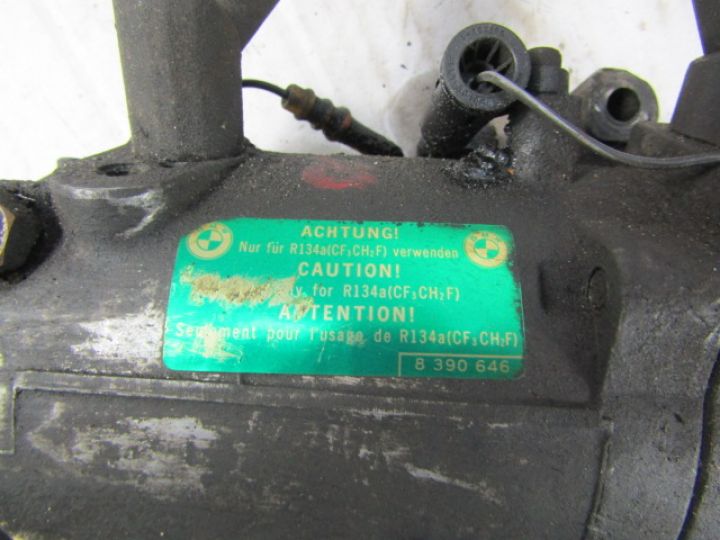 ACHTUNG!
Nur für R134a(CF₃CH₂F) verwenden
CAUTION!
for R134a(CF₃CH₂F)
ATTENTION!
Seulement pour l'usage de R134a(CF₃CH₂F)
8 390 646